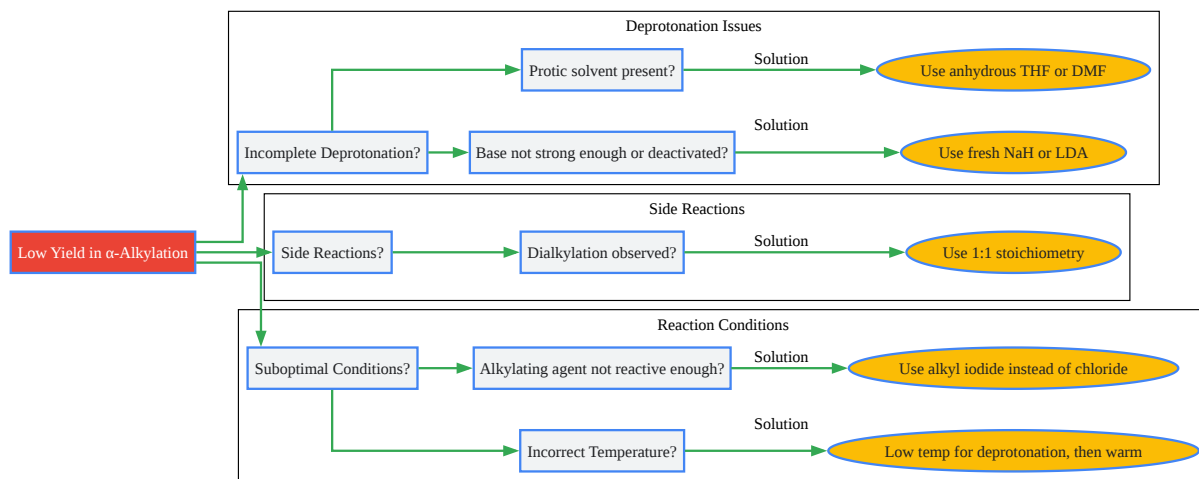 Deprotonation Issues
Protic solvent present?
Solution
Use anhydrous THF or DMF
Incomplete Deprotonation?
Base not strong enough or deactivated?
Solution
Use fresh NaH or LDA
Side Reactions
Low Yield in α-Alkylation
Side Reactions?
Dialkylation observed?
Solution
Use 1:1 stoichiometry
Reaction Conditions
Suboptimal Conditions?
Alkylating agent not reactive enough?
Solution
Use alkyl iodide instead of chloride
Incorrect Temperature?
Solution
Low temp for deprotonation, then warm